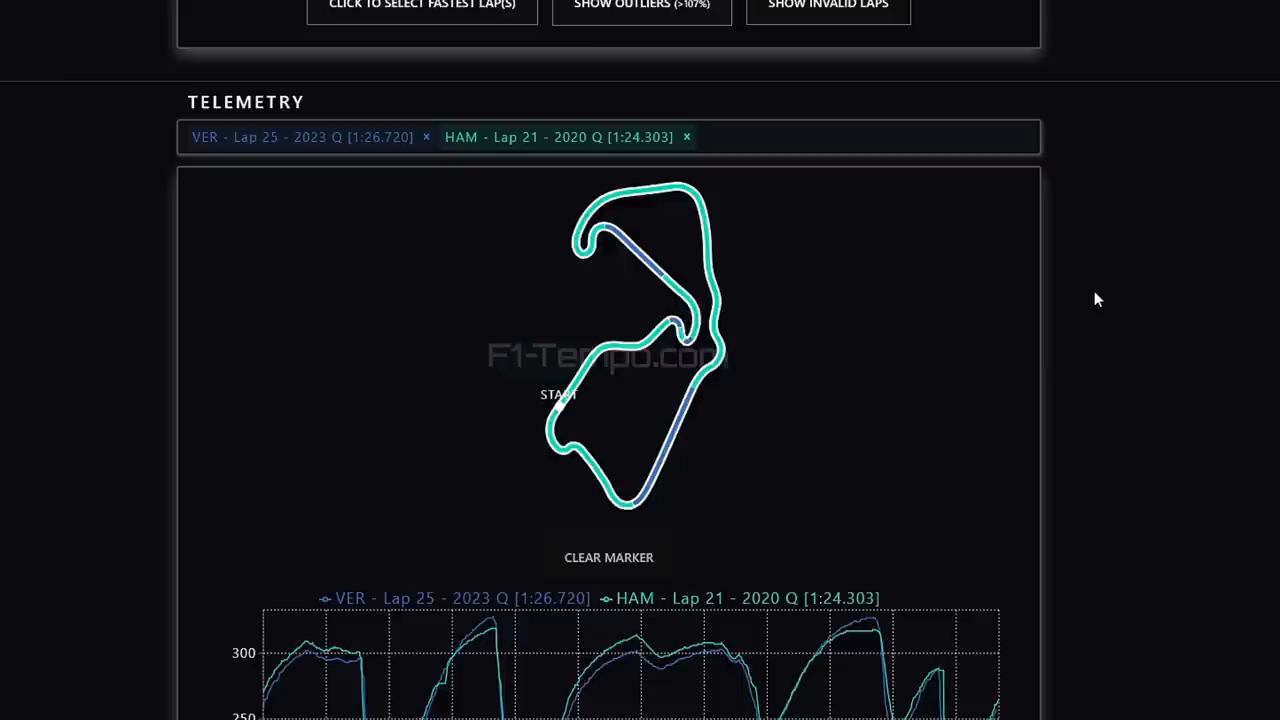 CLICK TO SELECT FASTEST LAP(S) SHOW OUTLIERS (>107%) SHOW INVALID LAPS
TELEMETRY
VER - Lap 25 - 2023 Q [1:26.720] × HAM - Lap 21 - 2020 Q [1:24.303] ×
F1-Tempo.com
START
CLEAR MARKER
VER - Lap 25 - 2023 Q [1:26.720] HAM - Lap 21 - 2020 Q [1:24.303]
300
250